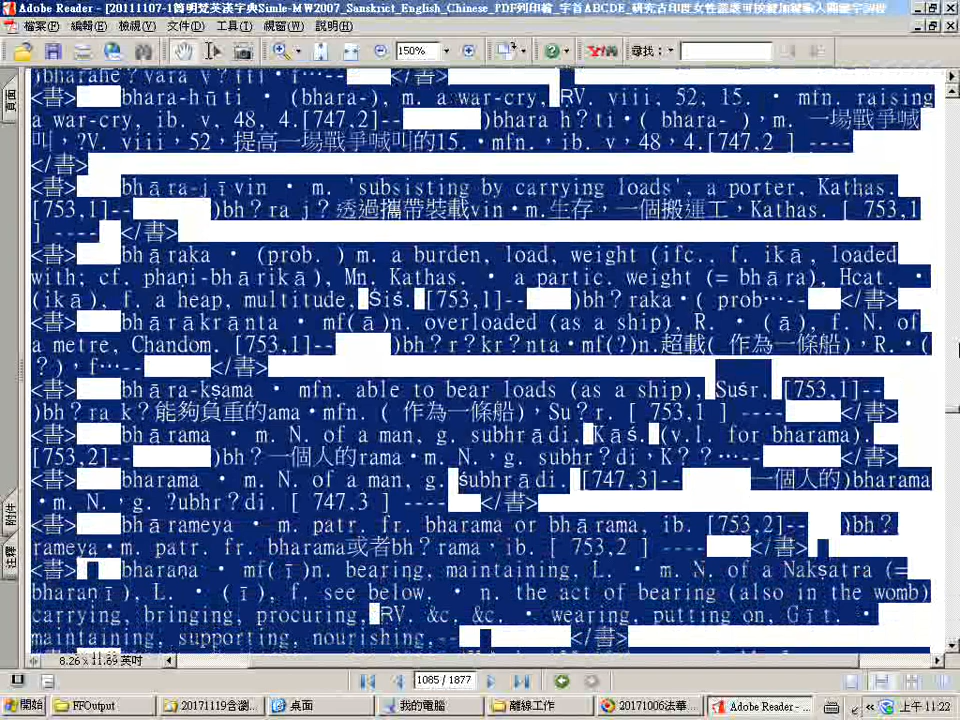 Adobe Reader - [20111107-1簡明梵英漢字典Simle-MW2007_Sanskrict_English_Chinese_PDF列印檔_字首ABCDE_研究古印度女性
檔案(F) 編輯(E) 檢視(V) 文件(D) 工具(T) 視窗(W) 說明(H)
150% 尋找：
頁面
<書> bhara-hūti ‧ (bhara-), m. a war-cry, RV. viii, 52, 15. ‧ mfn. raising
a war-cry, ib. v, 48, 4.[747,2]-- )bhara h？ti‧( bhara- )，m. 一場戰爭喊
叫，?V. viii，52，提高一場戰爭喊叫的15.‧mfn.，ib. v，48，4.[747,2 ] ----
</書>
<書> bhāra-jīvin ‧ m. 'subsisting by carrying loads', a porter, Kathas.
[753,1]-- )bh？ra j？透過攜帶裝載vin‧m.生存，一個搬運工，Kathas. [ 753,1
] ---- </書>
<書> bhāraka ‧ (prob. ) m. a burden, load, weight (ifc. f. ikā, loaded
with; cf. phaṇi-bhārikā), Mn. Kathas. ‧ a partic. weight (= bhāra), Hcat. ‧
(ikā), f. a heap, multitude, Śiś. [753,1]-- )bh？raka‧( prob…-- </書>
<書> bhārākrānta ‧ mf(ā)n. overloaded (as a ship), R. ‧ (ā), f. N. of
a metre, Chandom. [753,1]-- )bh？r？kr？nta‧mf(?)n.超載( 作為一條船)，R.‧(
?)，f… -- </書>
<書> bhāra-kṣama ‧ mfn. able to bear loads (as a ship), Suśr. [753,1]--
)bh？ra k？能夠負重的ama‧mfn. ( 作為一條船)，Su？r. [ 753,1 ] ---- </書>
<書> bhārama ‧ m. N. of a man, g. subhrādi, Kāś. (v.l. for bharama).
[753,2]-- )bh？一個人的rama‧m. N.，g. subhr？di，K？？…-- </書>
<書> bharama ‧ m. N. of a man, g. śubhrādi. [747,3]-- 一個人的)bharama
‧m. N.，g. ?ubhr？di. [ 747,3 ] ---- </書>
<書> bhārameya ‧ m. patr. fr. bharama or bhārama, ib. [753,2]-- )bh？
rameya‧m. patr. fr. bharama或者bh？rama，ib. [ 753,2 ] ---- </書>
<書> bharaṇa ‧ mf(ī)n. bearing, maintaining, L. ‧ m. N. of a Nakṣatra (=
bharaṇī), L. ‧ (ī), f. see below. ‧ n. the act of bearing (also in the womb)
carrying, bringing, procuring, RV. &c. &c. ‧ wearing, putting on, Gīt. ‧
maintaining, supporting, nourishing,-- </書>
附件
註釋
8.26 x 11.69 英吋
1085 / 1877
開始 FFOutput 20171119含瀏... 桌面 我的電腦 離線工作 20171006法華... Adobe Reader - [... 上午 11:22